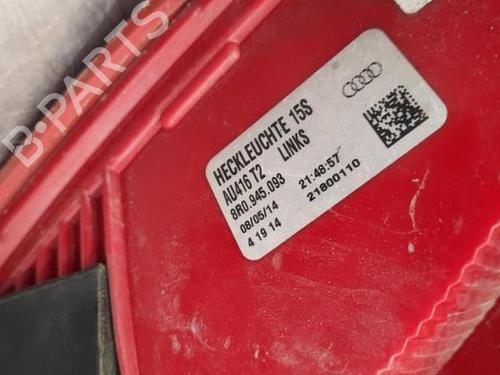 HECKLEUCHTE 15S
AU416 T2 LINKS
8R0.945.093
08/05/14 21:48:57
4 19 14 21800110
B-PARTS